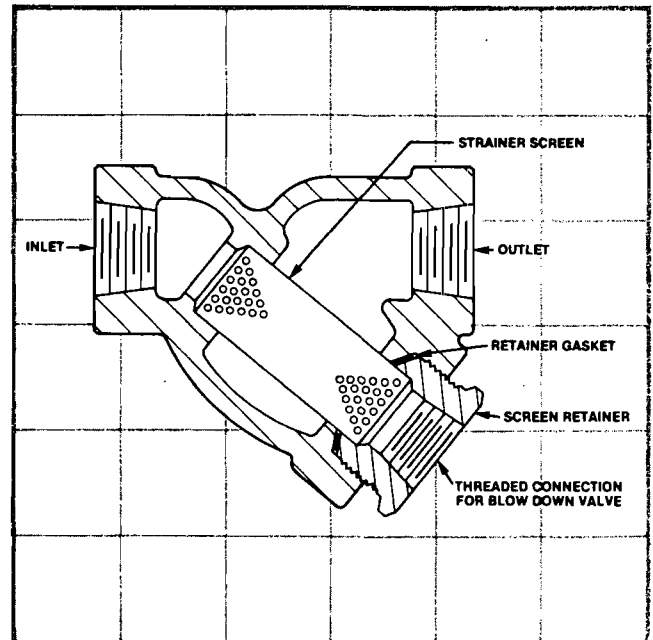 STRAINER SCREEN
INLET
OUTLET
RETAINER GASKET
SCREEN RETAINER
THREADED CONNECTION
FOR BLOW DOWN VALVE